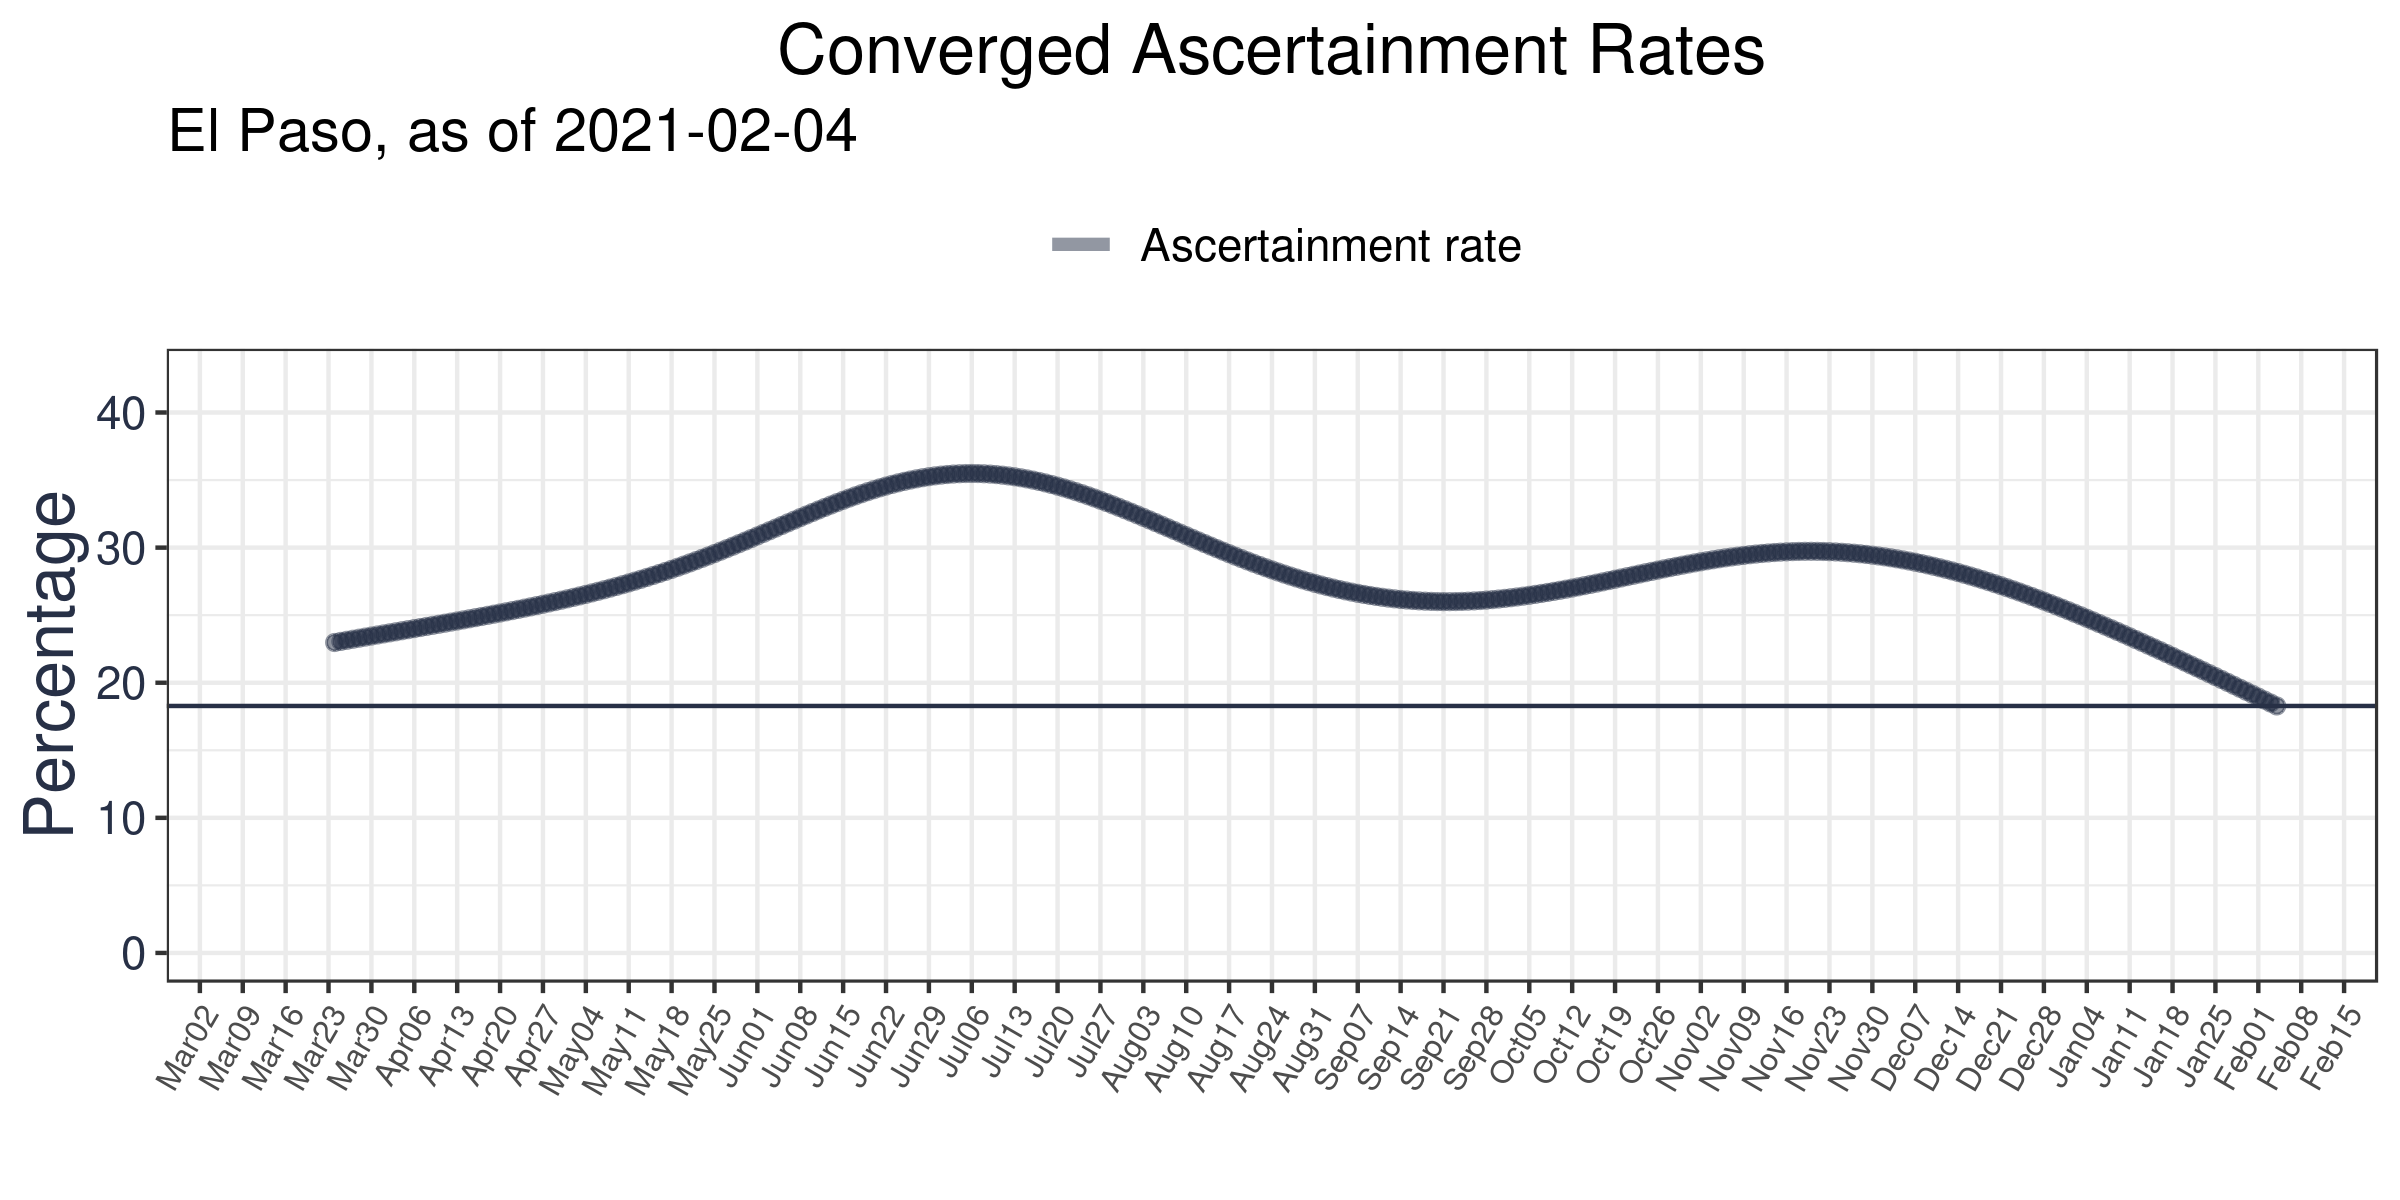 Converged Ascertainment Rates
El Paso, as of 2021-02-04
Ascertainment rate
Percentage
40
30
20
10
0
Mar02 Mar09 Mar16 Mar23 Mar30 Apr06 Apr13 Apr20 Apr27 May04 May11 May18 May25 Jun01 Jun08 Jun15 Jun22 Jun29 Jul06 Jul13 Jul20 Jul27 Aug03 Aug10 Aug17 Aug24 Aug31 Sep07 Sep14 Sep21 Sep28 Oct05 Oct12 Oct19 Oct26 Nov02 Nov09 Nov16 Nov23 Nov30 Dec07 Dec14 Dec21 Dec28 Jan04 Jan11 Jan18 Jan25 Feb01 Feb08 Feb15